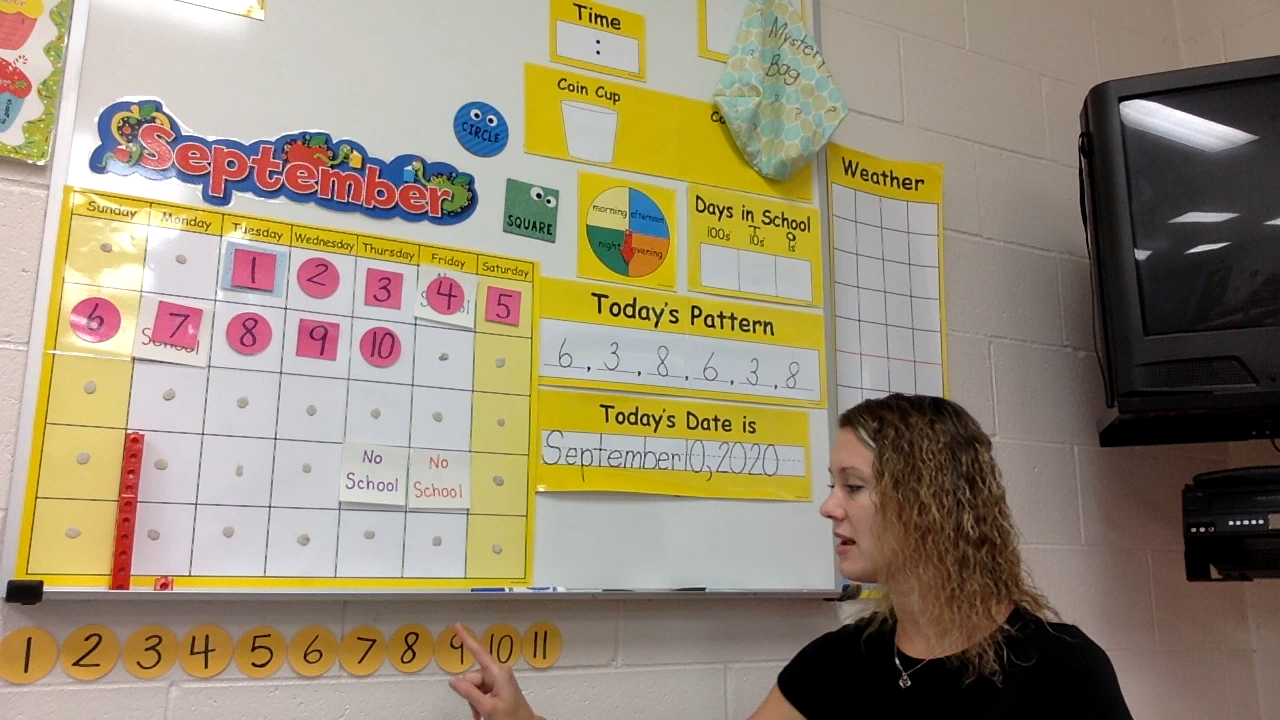 Time
:
Mystery
Bag
Coin Cup
Co
CIRCLE
September
SQUARE
morning afternoon
night evening
Days in School
100s 10s 1s
Weather
Sunday Monday Tuesday Wednesday Thursday Friday Saturday
1 2 3 4 5
6 7 8 9 10
School
No School
No School
Today's Pattern
6, 3, 8, 6, 3, 8
Today's Date is
September 10, 2020
1 2 3 4 5 6 7 8 9 10 11